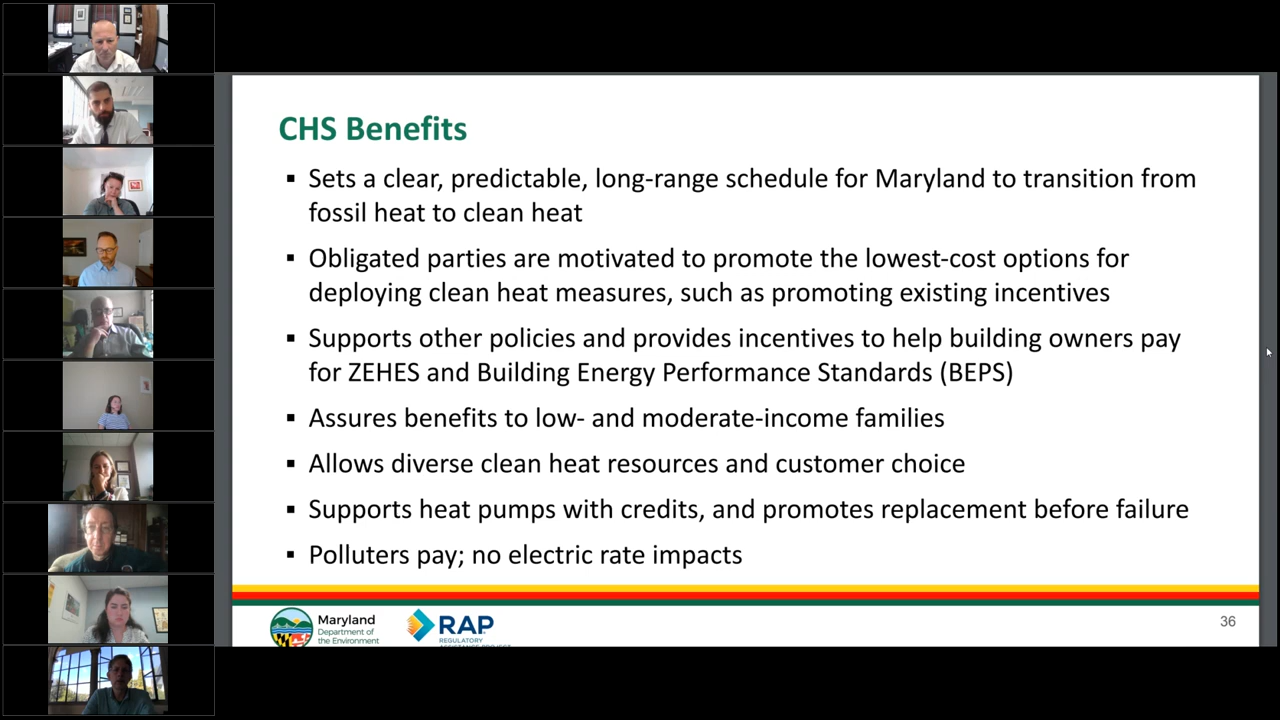 CHS Benefits
▪ Sets a clear, predictable, long-range schedule for Maryland to transition from
fossil heat to clean heat
▪ Obligated parties are motivated to promote the lowest-cost options for
deploying clean heat measures, such as promoting existing incentives
▪ Supports other policies and provides incentives to help building owners pay
for ZEHES and Building Energy Performance Standards (BEPS)
▪ Assures benefits to low- and moderate-income families
▪ Allows diverse clean heat resources and customer choice
▪ Supports heat pumps with credits, and promotes replacement before failure
▪ Polluters pay; no electric rate impacts
Maryland
Department of
the Environment
RAP
REGULATORY
ASSISTANCE PROJECT
36